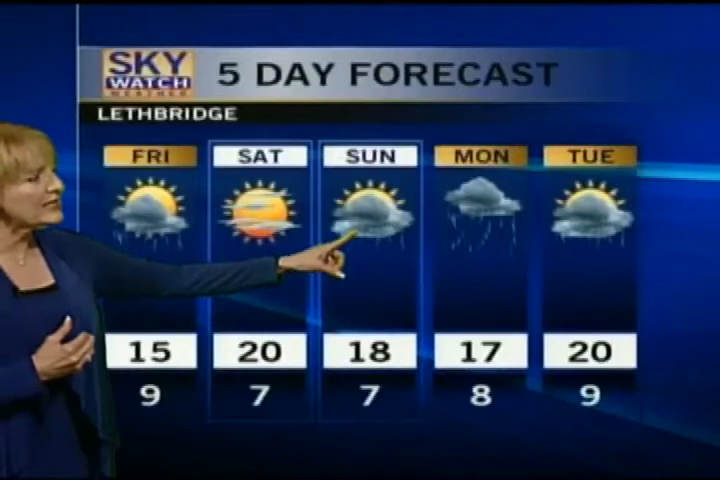 SKY
WATCH
WEATHER
5 DAY FORECAST
LETHBRIDGE
FRI SAT SUN MON TUE
15 20 18 17 20
9 7 7 8 9